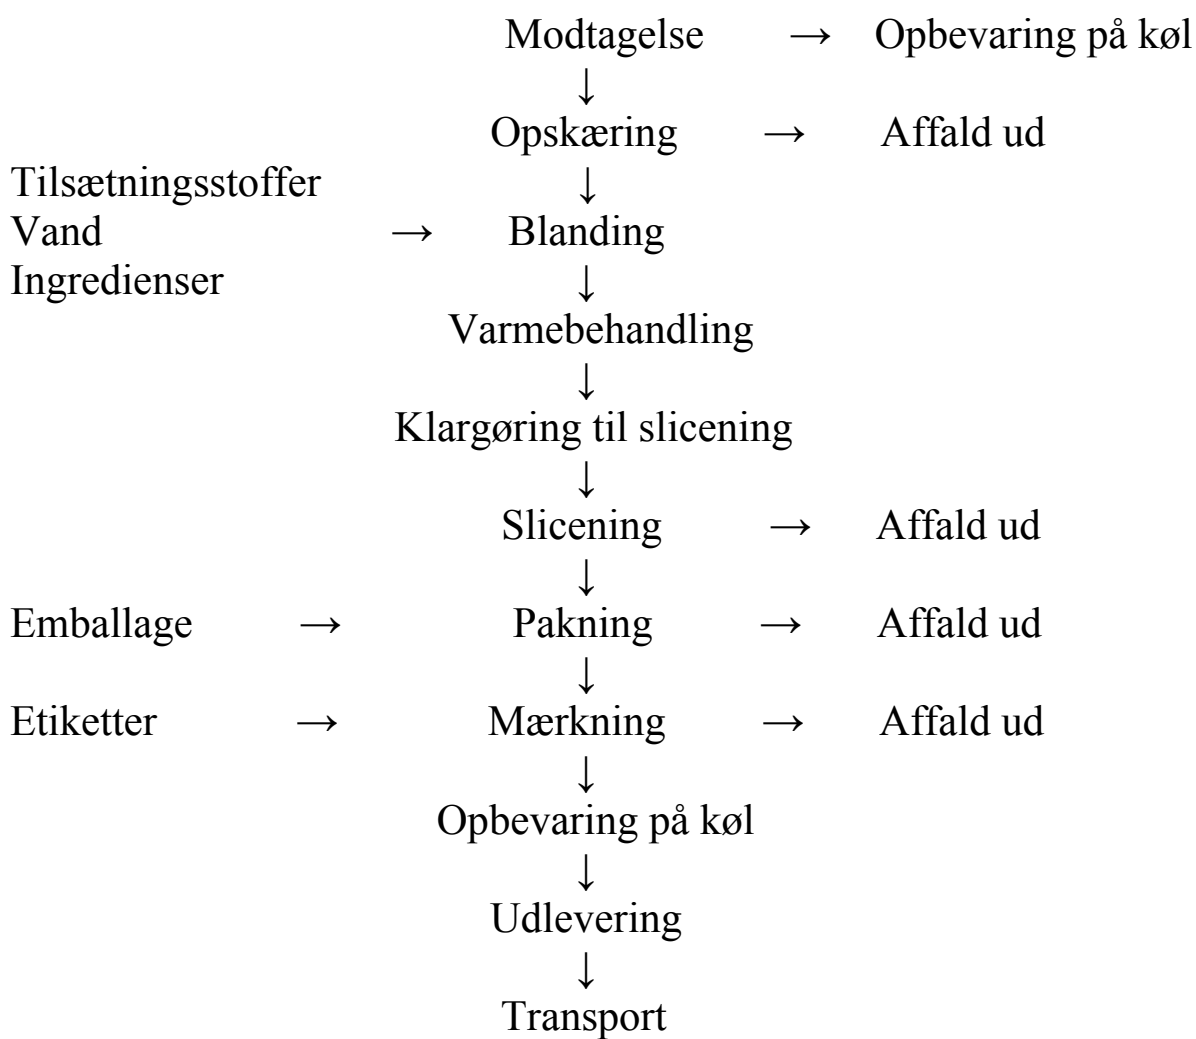 Modtagelse → Opbevaring på køl
↓
Opskæring → Affald ud
Tilsætningsstoffer ↓
Vand → Blanding
Ingredienser ↓
Varmebehandling
↓
Klargøring til slicening
↓
Slicening → Affald ud
↓
Emballage → Pakning → Affald ud
↓
Etiketter → Mærkning → Affald ud
↓
Opbevaring på køl
↓
Udlevering
↓
Transport